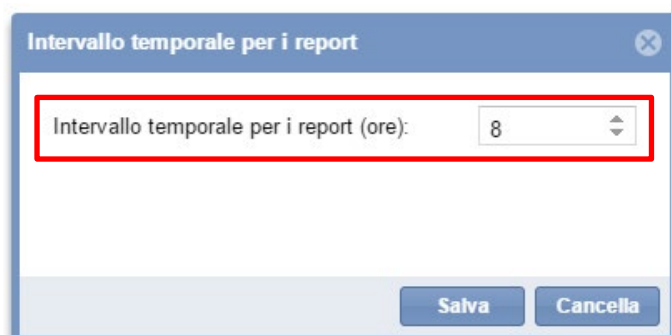 Intervallo temporale per i report
Intervallo temporale per i report (ore): 8
Salva Cancella